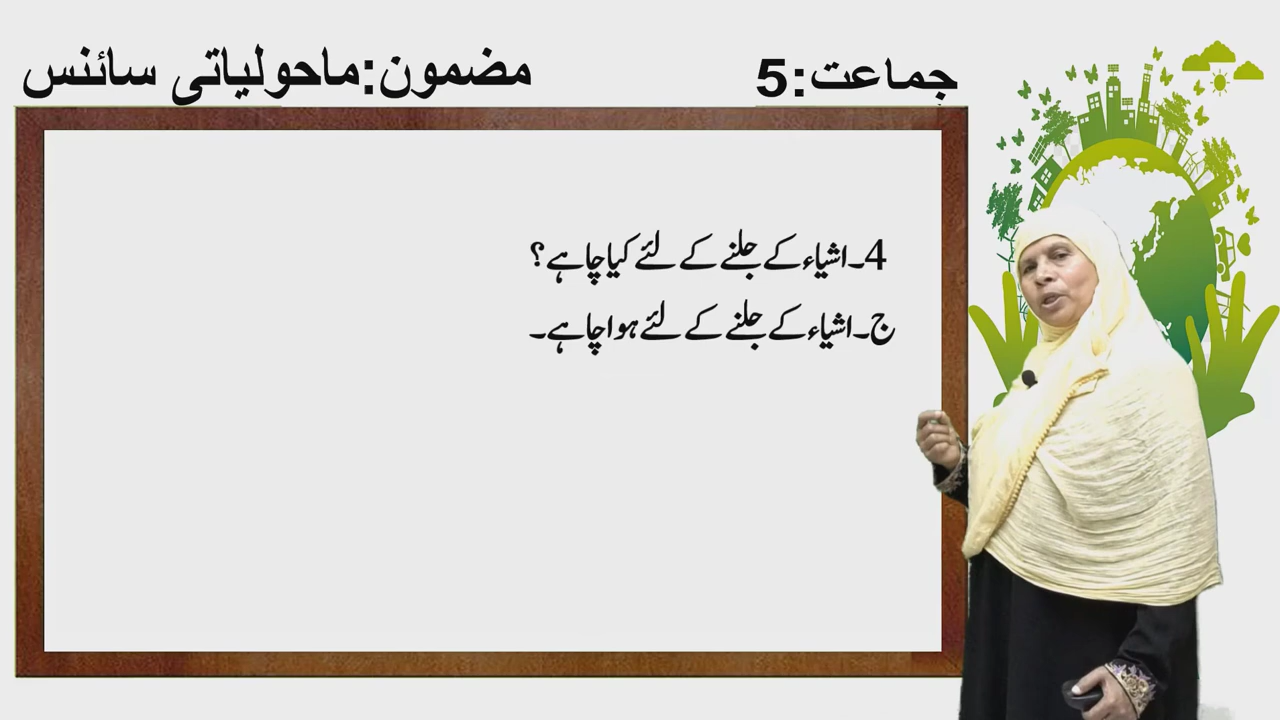 جماعت:5
مضمون:ماحولیاتی سائنس
4۔اشیاء کے جلنے کے لئے کیا چاہے؟
ج۔اشیاء کے جلنے کے لئے ہوا چاہے۔